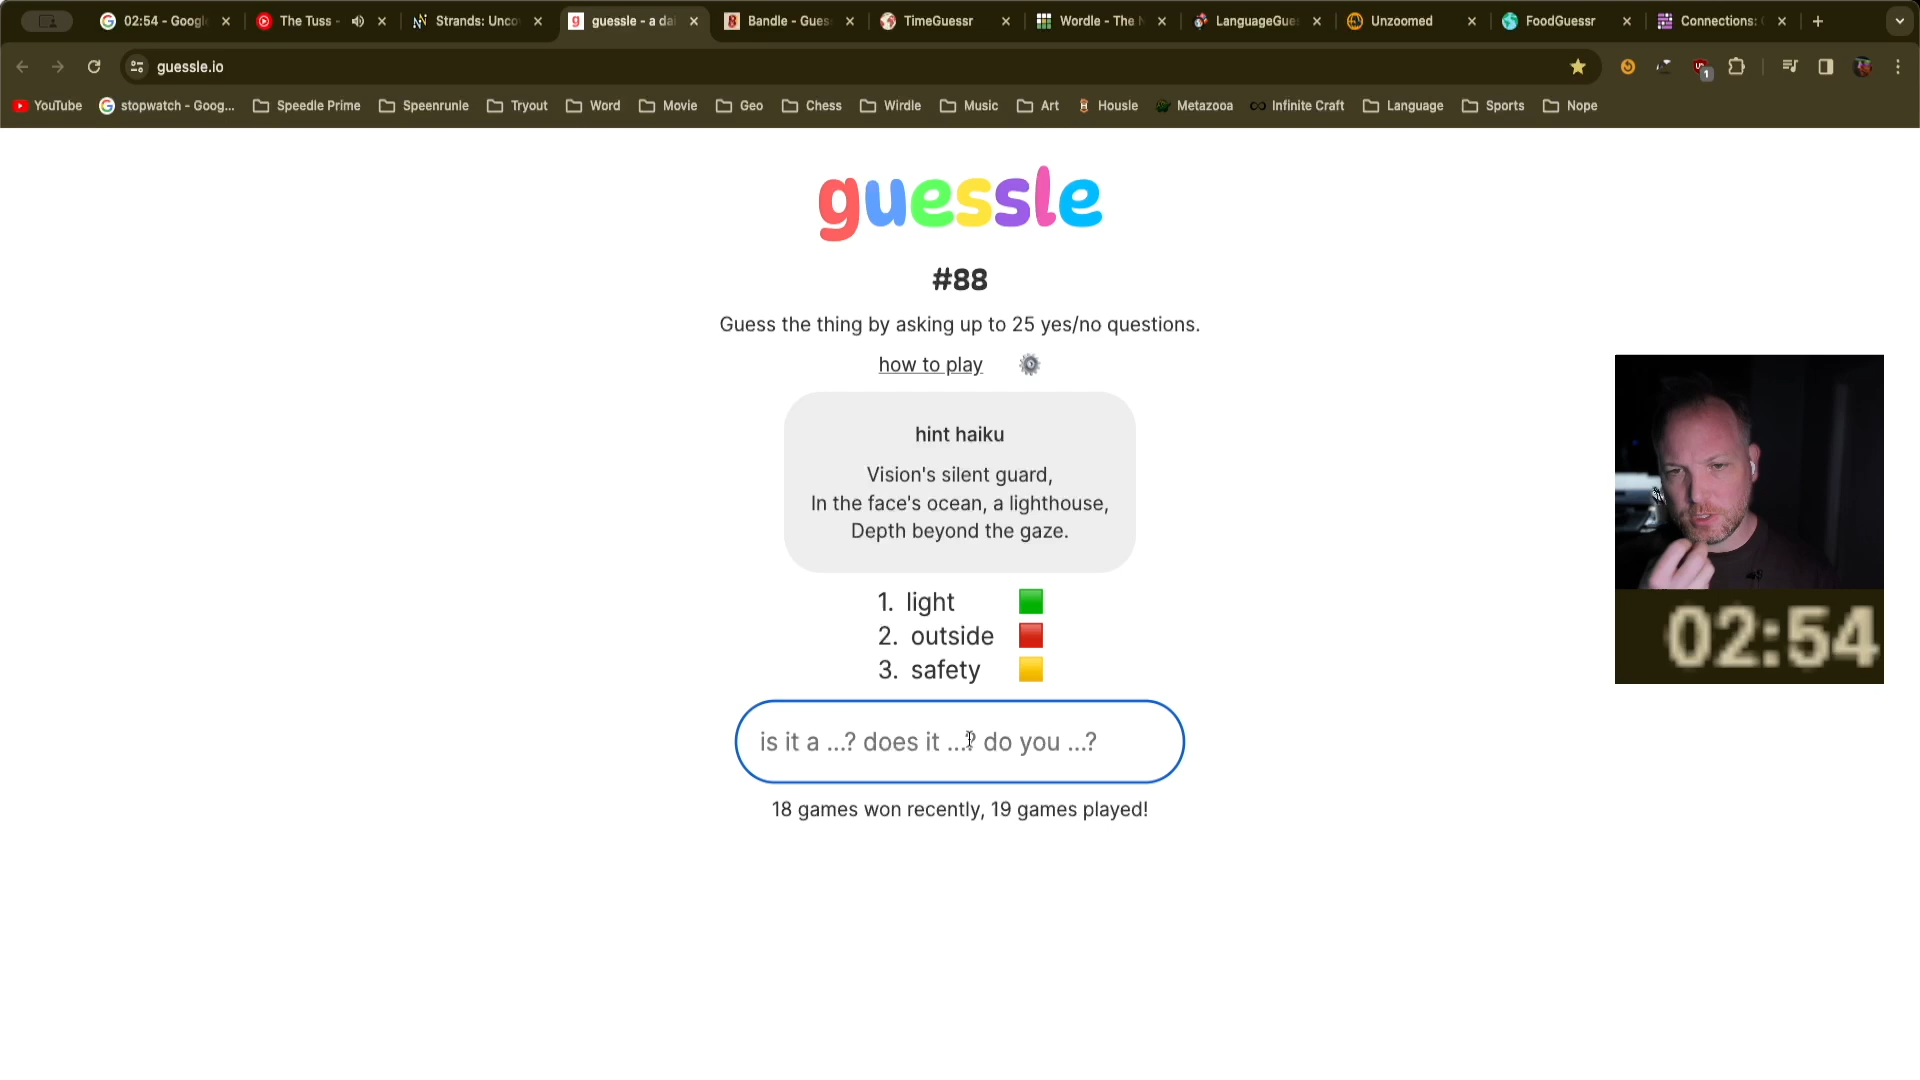 02:54 - Googl
The Tuss -
Strands: Unco
guessle - a dai
Bandle - Gues
TimeGuessr
Wordle - The N
LanguageGue
Unzoomed
FoodGuessr
Connections:
guessle.io
1
YouTube
stopwatch - Goog...
Speedle Prime
Speenrunle
Tryout
Word
Movie
Geo
Chess
Wirdle
Music
Art
Housle
Metazooa
Infinite Craft
Language
Sports
Nope
guessle
#88
Guess the thing by asking up to 25 yes/no questions.
how to play
hint haiku
Vision's silent guard,
In the face's ocean, a lighthouse,
Depth beyond the gaze.
1. light
2. outside
3. safety
is it a ...? does it ...? do you ...?
18 games won recently, 19 games played!
02:54